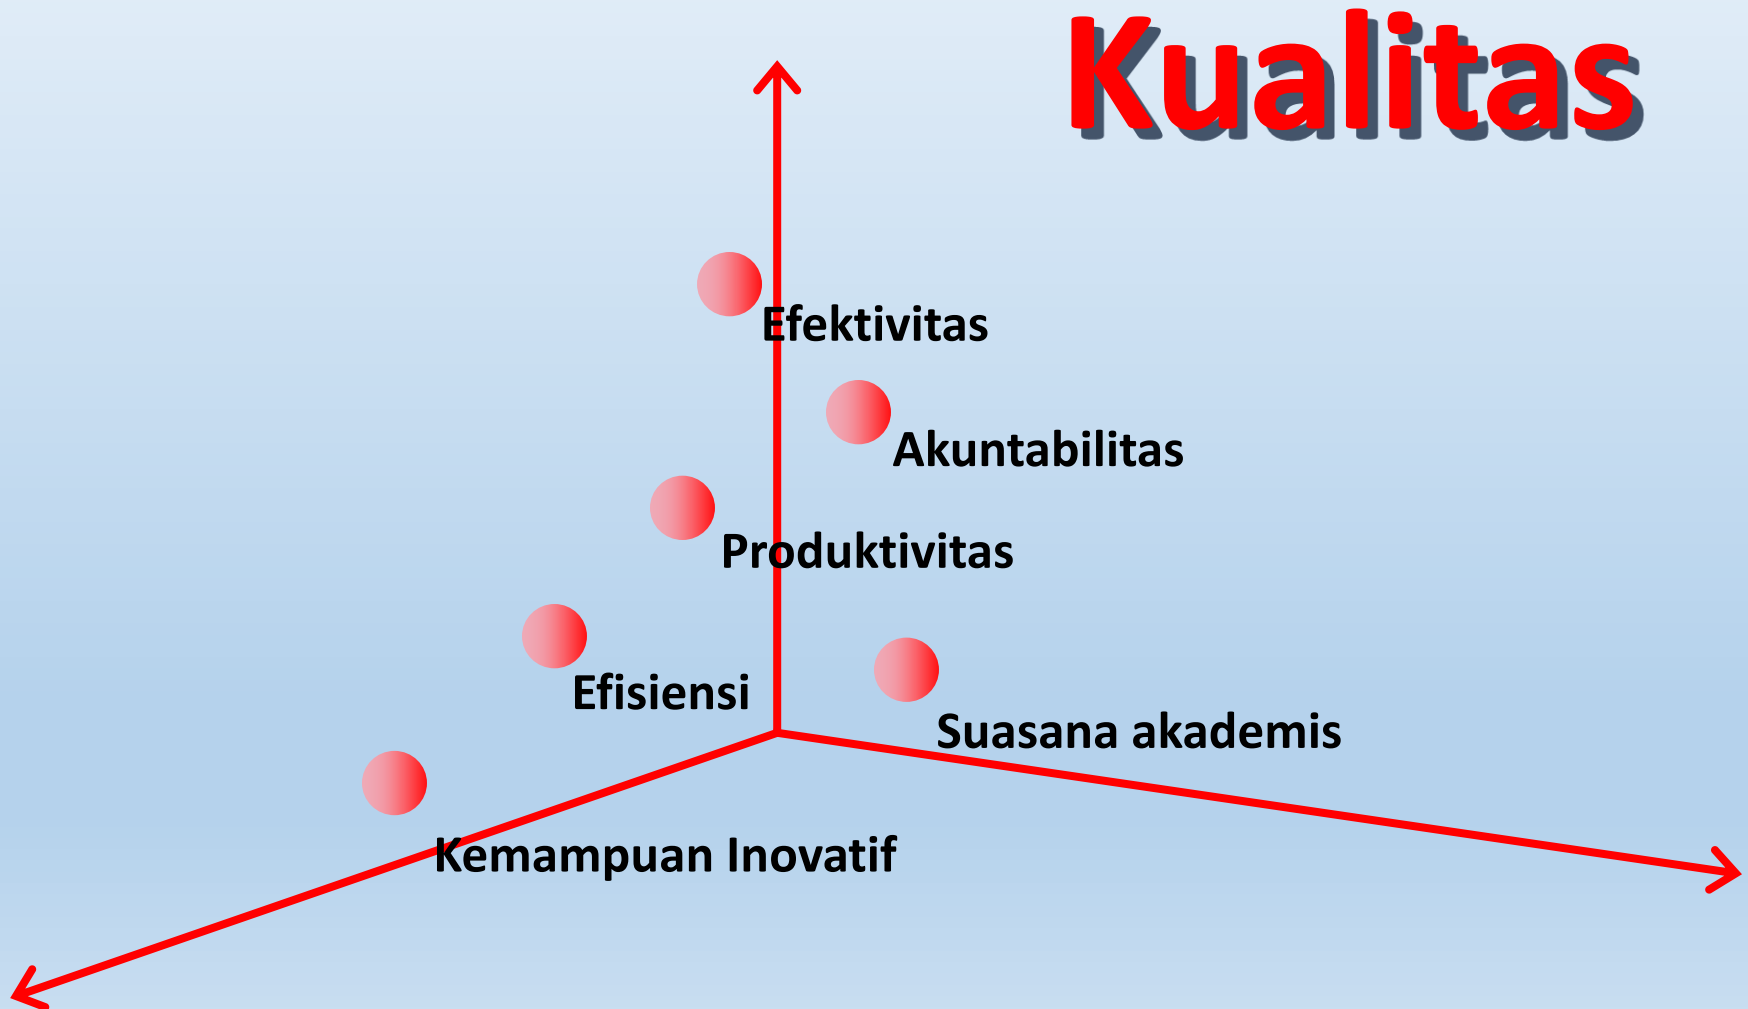 Kualitas
Efektivitas
Akuntabilitas
Produktivitas
Efisiensi
Suasana akademis
Kemampuan Inovatif